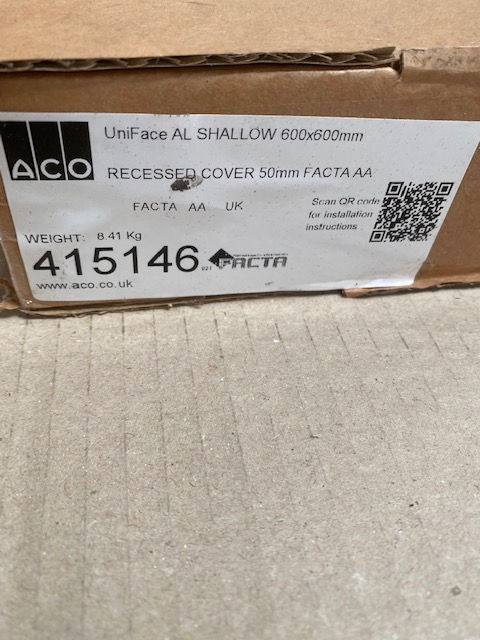 ACO
UniFace AL SHALLOW 600x600mm
RECESSED COVER 50mm FACTA AA
FACTA AA UK
Scan QR code
for installation
instructions
WEIGHT: 8.41 Kg
415146
021
FACTA
www.aco.co.uk